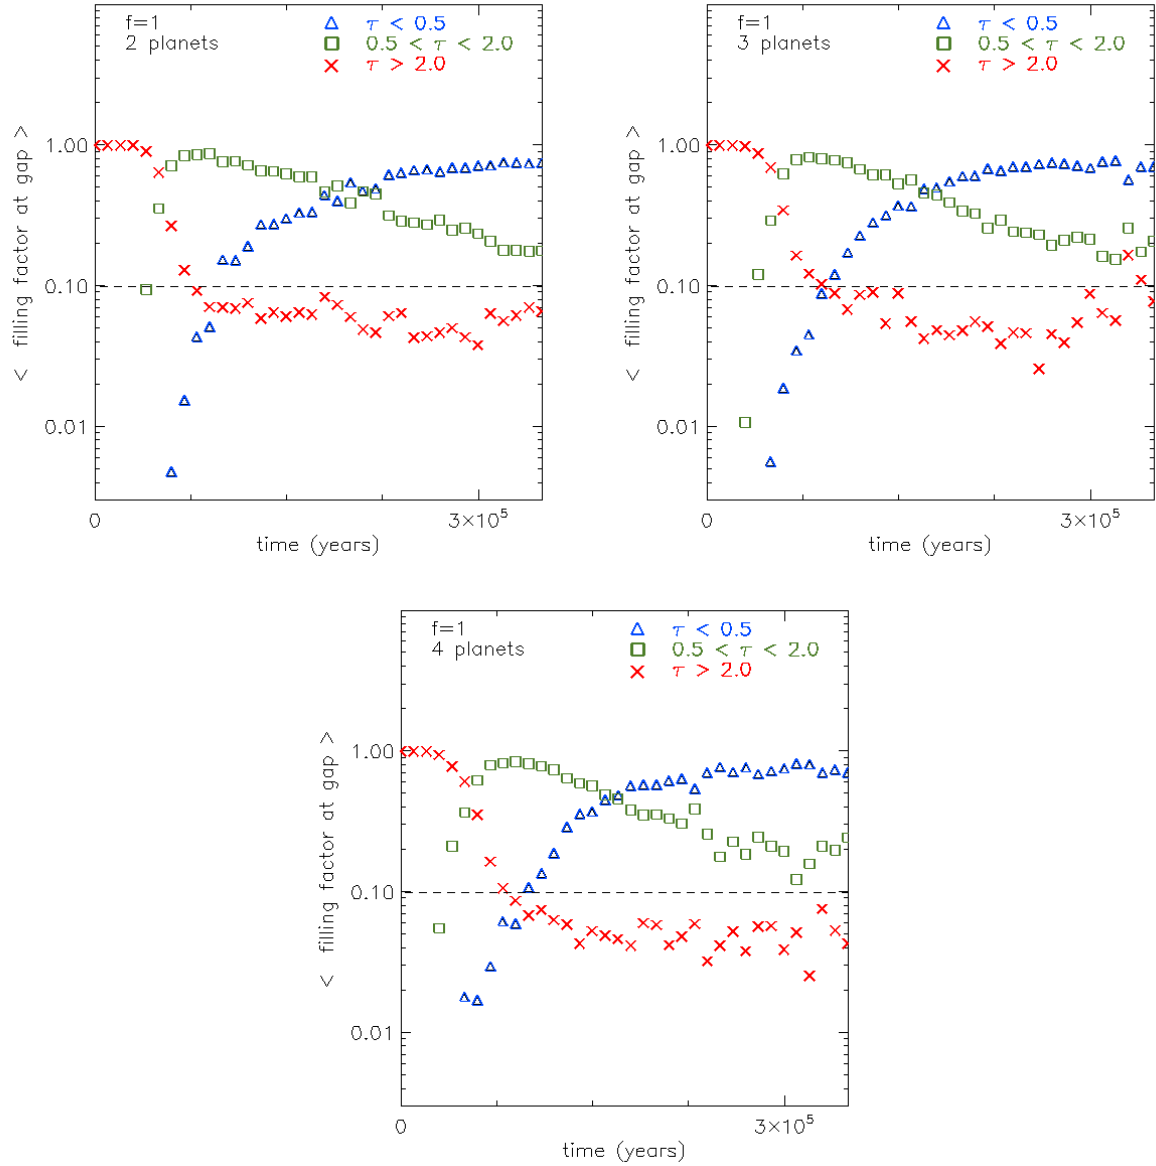 f=1
2 planets
τ < 0.5
0.5 < τ < 2.0
τ > 2.0
< filling factor at gap >
1.00
0.10
0.01
0
3×10⁵
time (years)
f=1
3 planets
τ < 0.5
0.5 < τ < 2.0
τ > 2.0
< filling factor at gap >
1.00
0.10
0.01
0
3×10⁵
time (years)
f=1
4 planets
τ < 0.5
0.5 < τ < 2.0
τ > 2.0
< filling factor at gap >
1.00
0.10
0.01
0
3×10⁵
time (years)